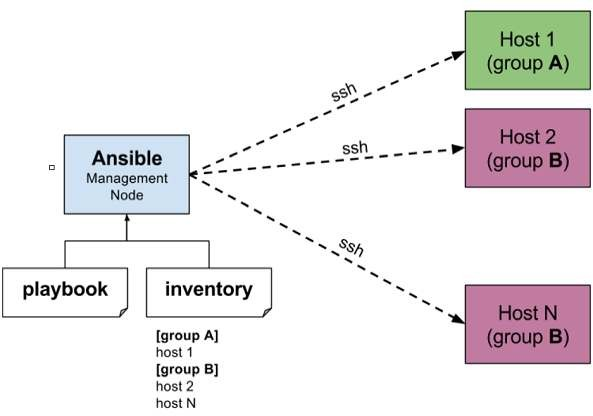 Host 1
(group A)
ssh
Host 2
(group B)
ssh
Ansible
Management
Node
ssh
playbook
inventory
Host N
(group B)
[group A]
host 1
[group B]
host 2
host N